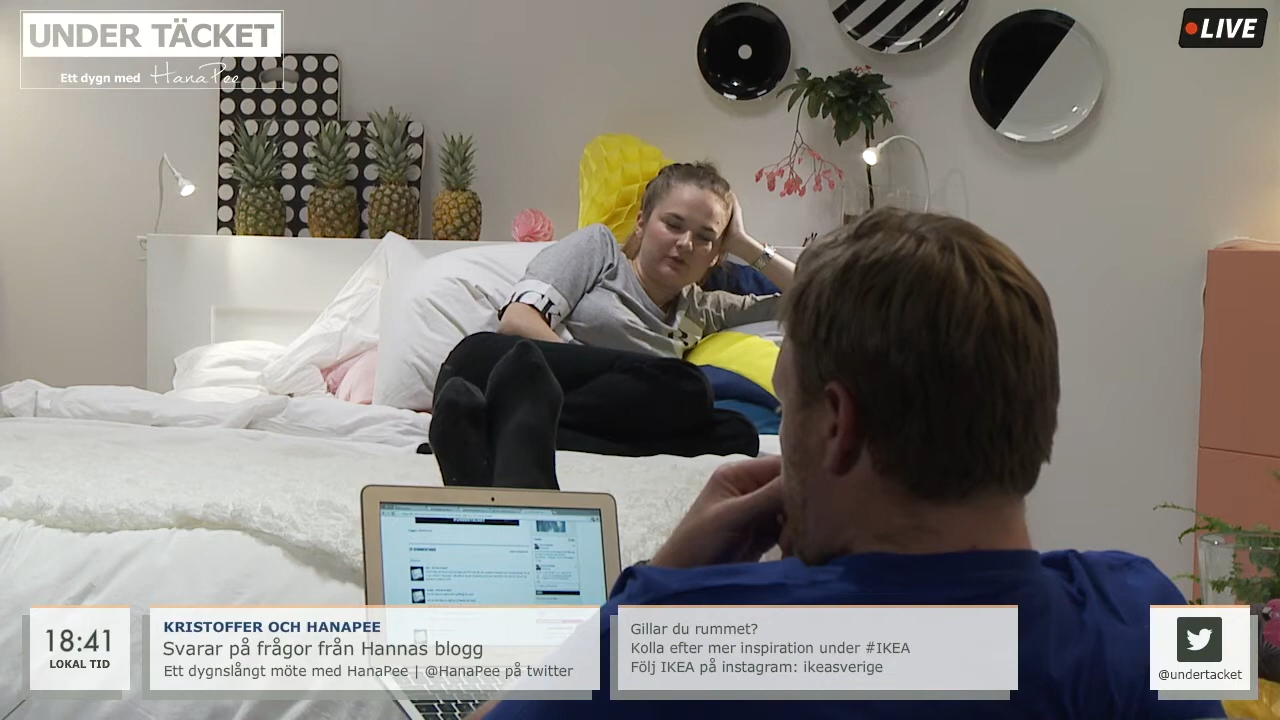 UNDER TÄCKET
Ett dygn med HanaPee
LIVE
18:41
LOKAL TID
KRISTOFFER OCH HANAPEE
Svarar på frågor från Hannas blogg
Ett dygnslångt möte med HanaPee | @HanaPee på twitter
Gillar du rummet?
Kolla efter mer inspiration under #IKEA
Följ IKEA på instagram: ikeasverige
@undertacket